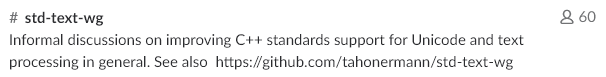 # std-text-wg 60
Informal discussions on improving C++ standards support for Unicode and text
processing in general. See also https://github.com/tahonermann/std-text-wg